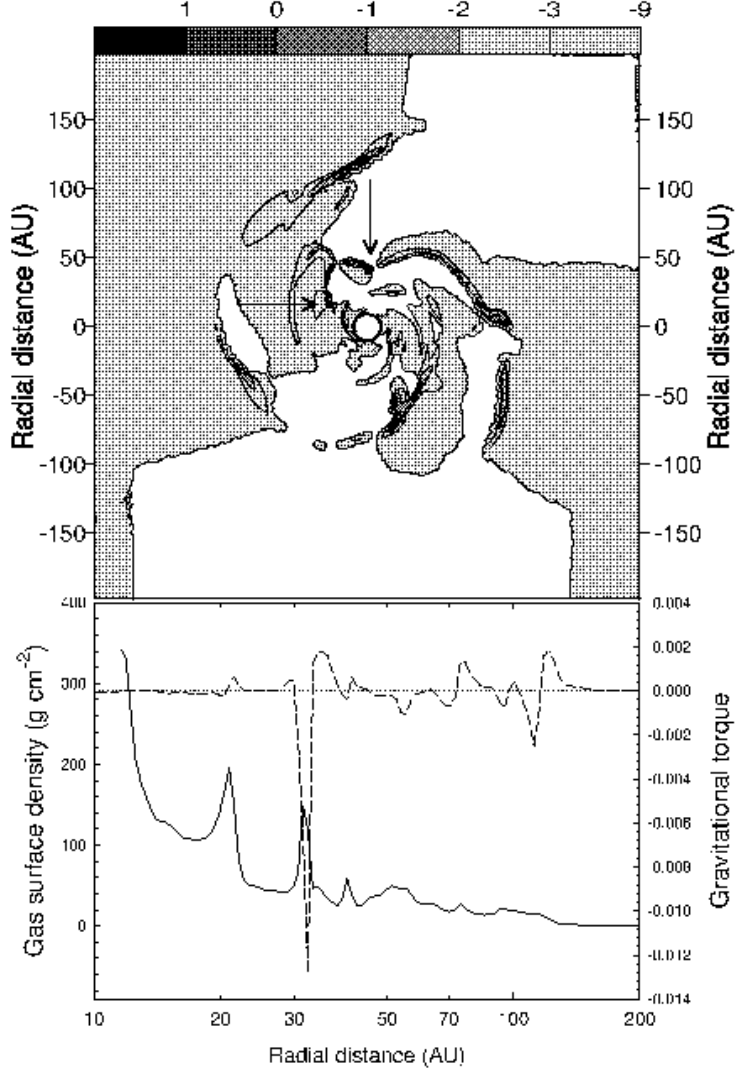 1 0 -1 -2 -3 -9
150 150
100 100
50 50
0 0
-50 -50
-100 -100
-150 -150
Radial distance (AU)
Radial distance (AU)
400 0.004
300 0.002
0.000
200 -0.002
-0.004
100 -0.006
-0.008
0 -0.010
-0.012
-0.014
Gas surface density (g cm⁻²)
Gravitational torque
10 20 30 50 70 100 200
Radial distance (AU)